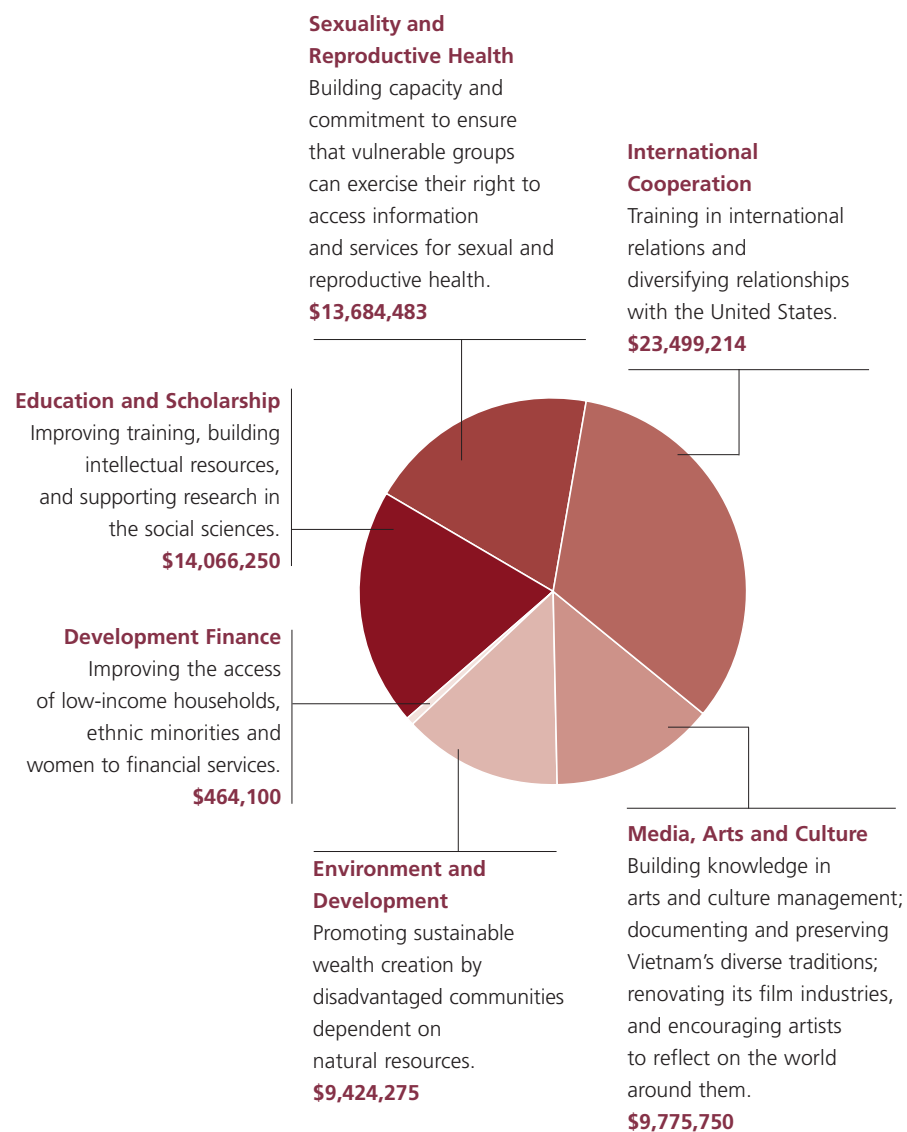 Sexuality and
Reproductive Health
Building capacity and
commitment to ensure
that vulnerable groups
can exercise their right to
access information
and services for sexual and
reproductive health.
$13,684,483
International
Cooperation
Training in international
relations and
diversifying relationships
with the United States.
$23,499,214
Education and Scholarship
Improving training, building
intellectual resources,
and supporting research in
the social sciences.
$14,066,250
Development Finance
Improving the access
of low-income households,
ethnic minorities and
women to financial services.
$464,100
Environment and
Development
Promoting sustainable
wealth creation by
disadvantaged communities
dependent on
natural resources.
$9,424,275
Media, Arts and Culture
Building knowledge in
arts and culture management;
documenting and preserving
Vietnam's diverse traditions;
renovating its film industries,
and encouraging artists
to reflect on the world
around them.
$9,775,750